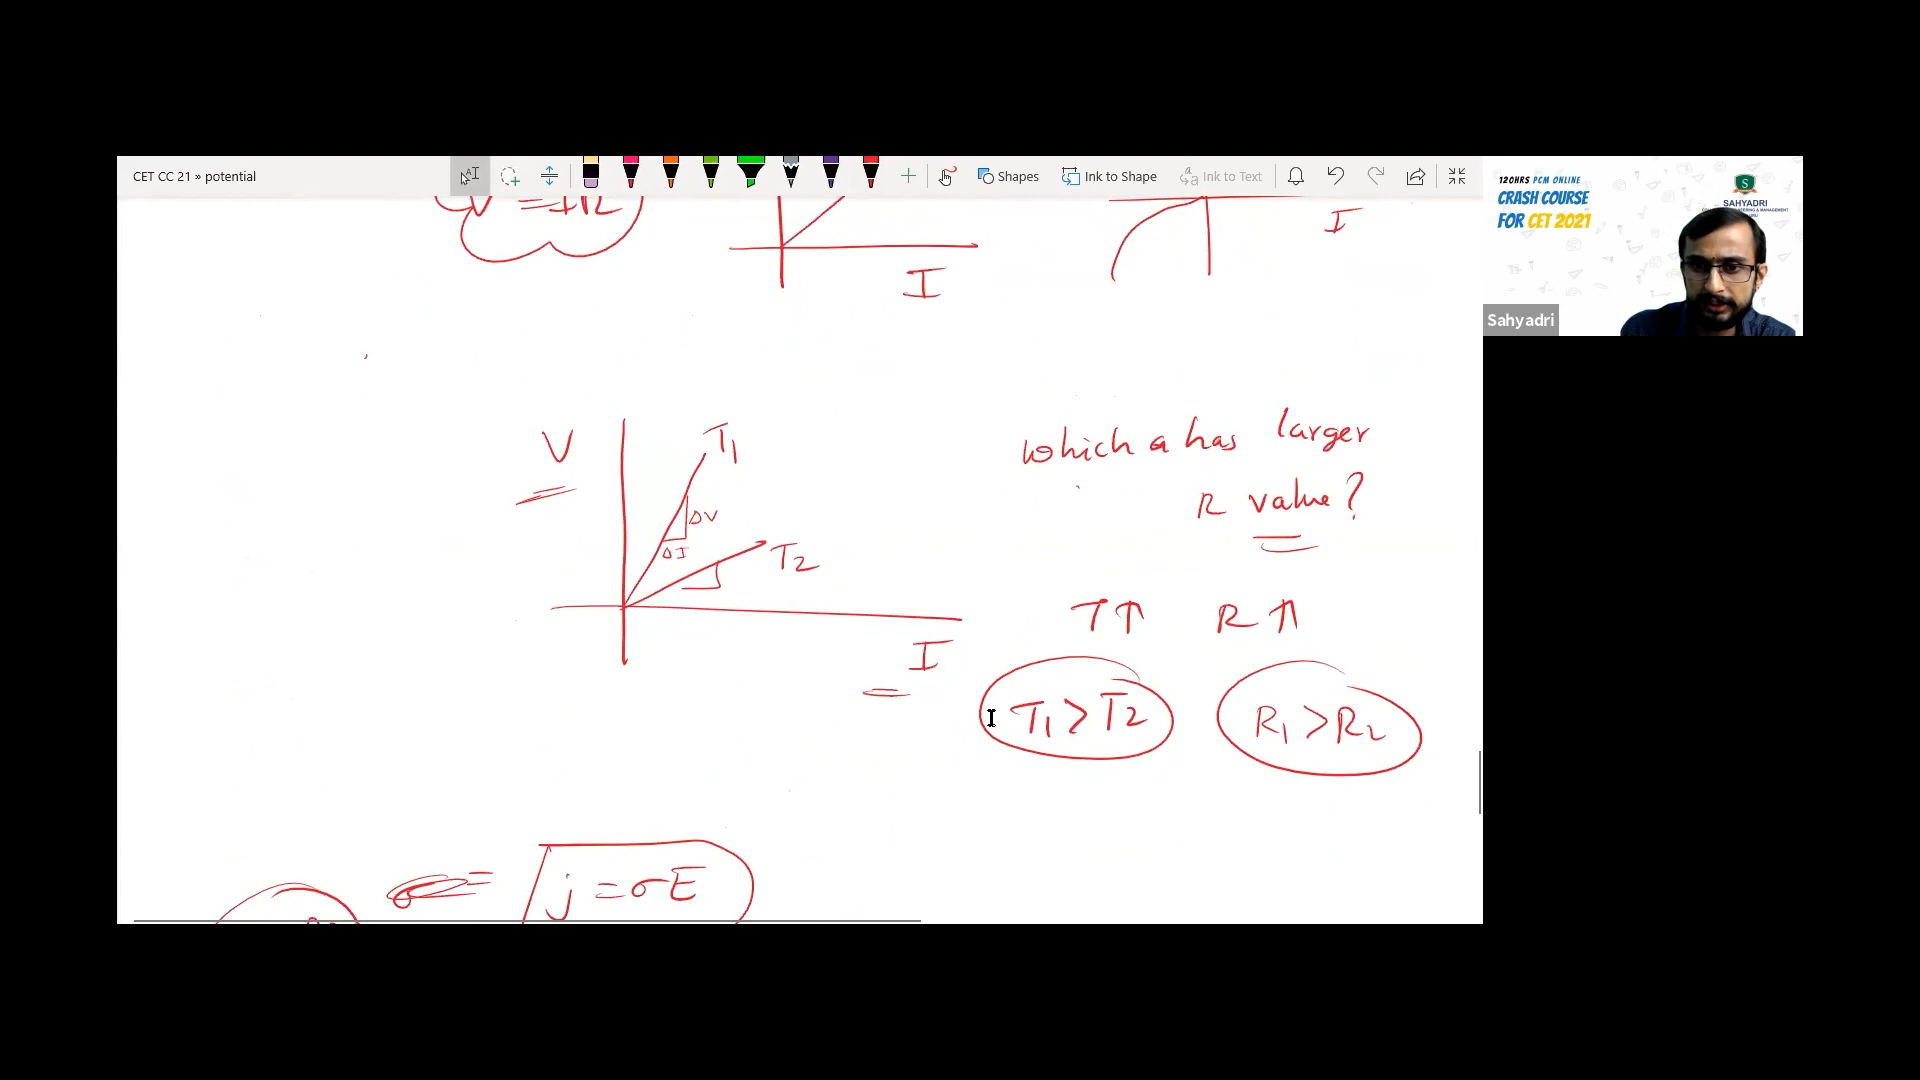 CET CC 21 » potential
Shapes
Ink to Shape
Ink to Text
120HRS PCM ONLINE
CRASH COURSE
FOR CET 2021
S
SAHYADRI
Sahyadri
V = IR
I
I
V
T1
ΔV
ΔI
T2
I
which a has larger
R value?
T↑ R↑
T1 > T2 R1 > R2
j = σE